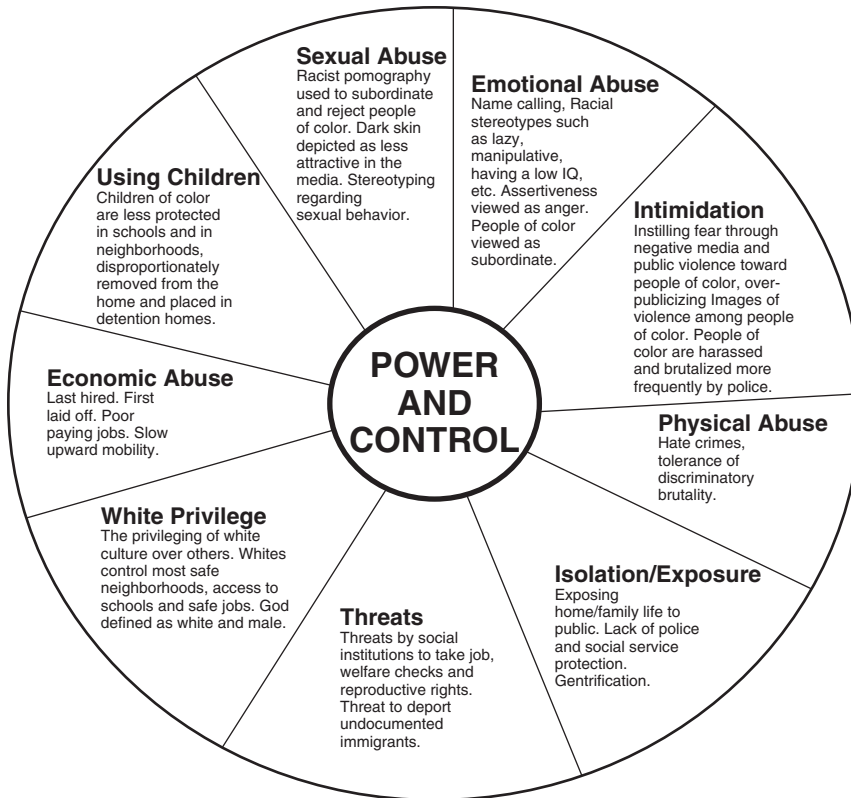 Sexual Abuse
Racist pomography
used to subordinate
and reject people
of color. Dark skin
depicted as less
attractive in the
media. Stereotyping
regarding
sexual behavior.
Emotional Abuse
Name calling, Racial
stereotypes such
as lazy,
manipulative,
having a low IQ,
etc. Assertiveness
viewed as anger.
People of color
viewed as
subordinate.
Using Children
Children of color
are less protected
in schools and in
neighborhoods,
disproportionately
removed from the
home and placed in
detention homes.
Intimidation
Instilling fear through
negative media and
public violence toward
people of color, over-
publicizing Images of
violence among people
of color. People of
color are harassed
and brutalized more
frequently by police.
POWER
AND
CONTROL
Economic Abuse
Last hired. First
laid off. Poor
paying jobs. Slow
upward mobility.
Physical Abuse
Hate crimes,
tolerance of
discriminatory
brutality.
White Privilege
The privileging of white
culture over others. Whites
control most safe
neighborhoods, access to
schools and safe jobs. God
defined as white and male.
Threats
Threats by social
institutions to take job,
welfare checks and
reproductive rights.
Threat to deport
undocumented
immigrants.
Isolation/Exposure
Exposing
home/family life to
public. Lack of police
and social service
protection.
Gentrification.